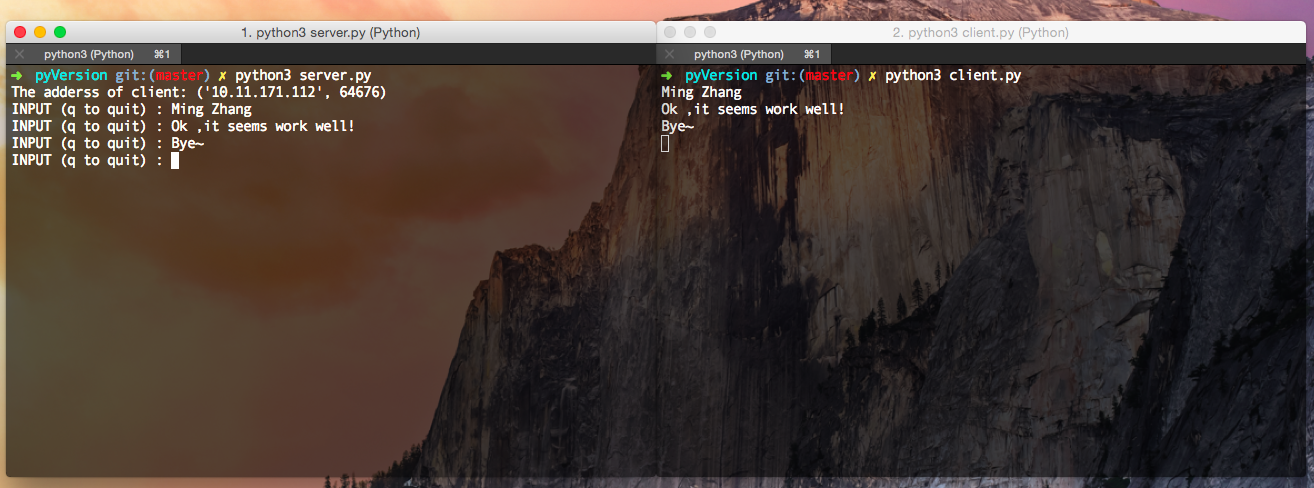 1. python3 server.py (Python)
python3 (Python) ⌘1
➜ pyVersion git:(master) ✗ python3 server.py
The adderss of client: ('10.11.171.112', 64676)
INPUT (q to quit) : Ming Zhang
INPUT (q to quit) : Ok ,it seems work well!
INPUT (q to quit) : Bye~
INPUT (q to quit) :
2. python3 client.py (Python)
python3 (Python) ⌘1
➜ pyVersion git:(master) ✗ python3 client.py
Ming Zhang
Ok ,it seems work well!
Bye~